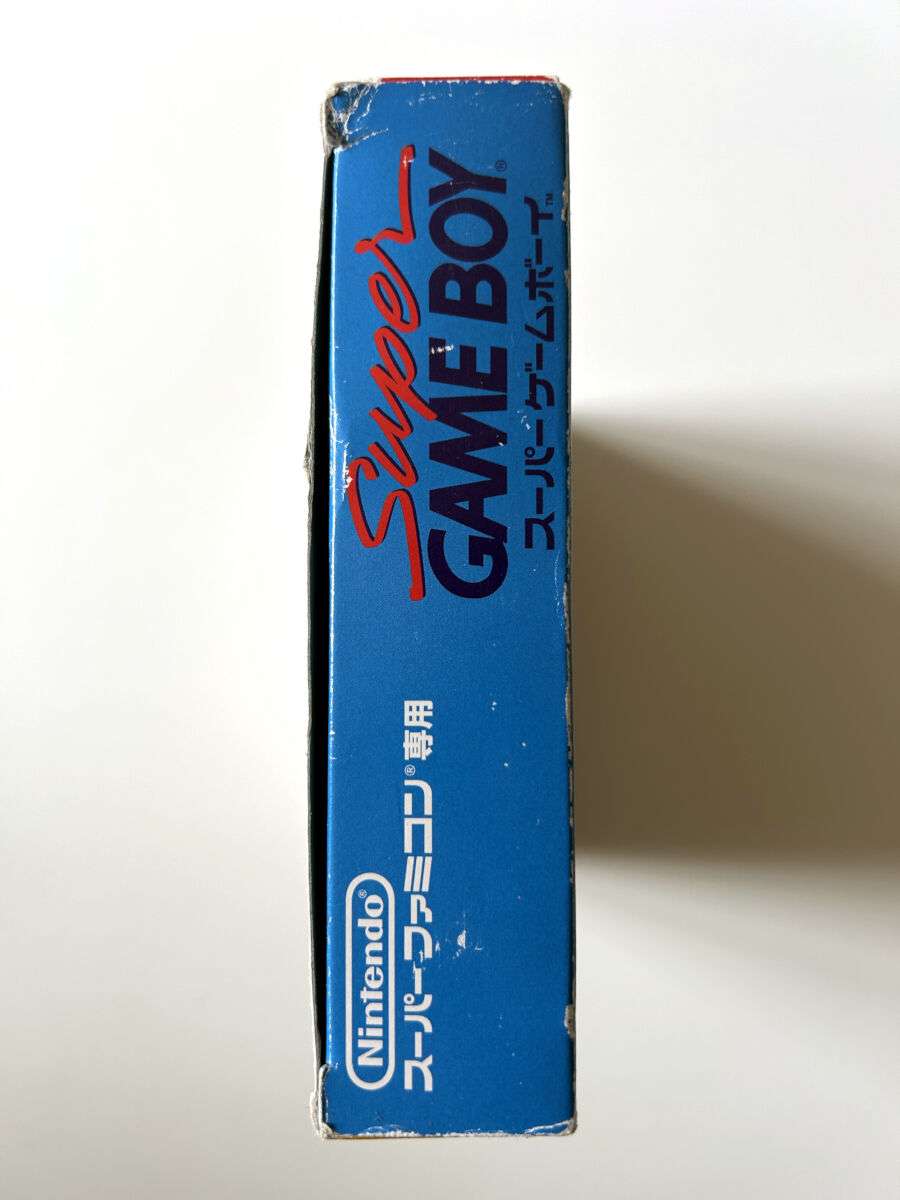 Super
GAME BOY®
スーパーゲームボーイ™
Nintendo®
スーパーファミコン®専用